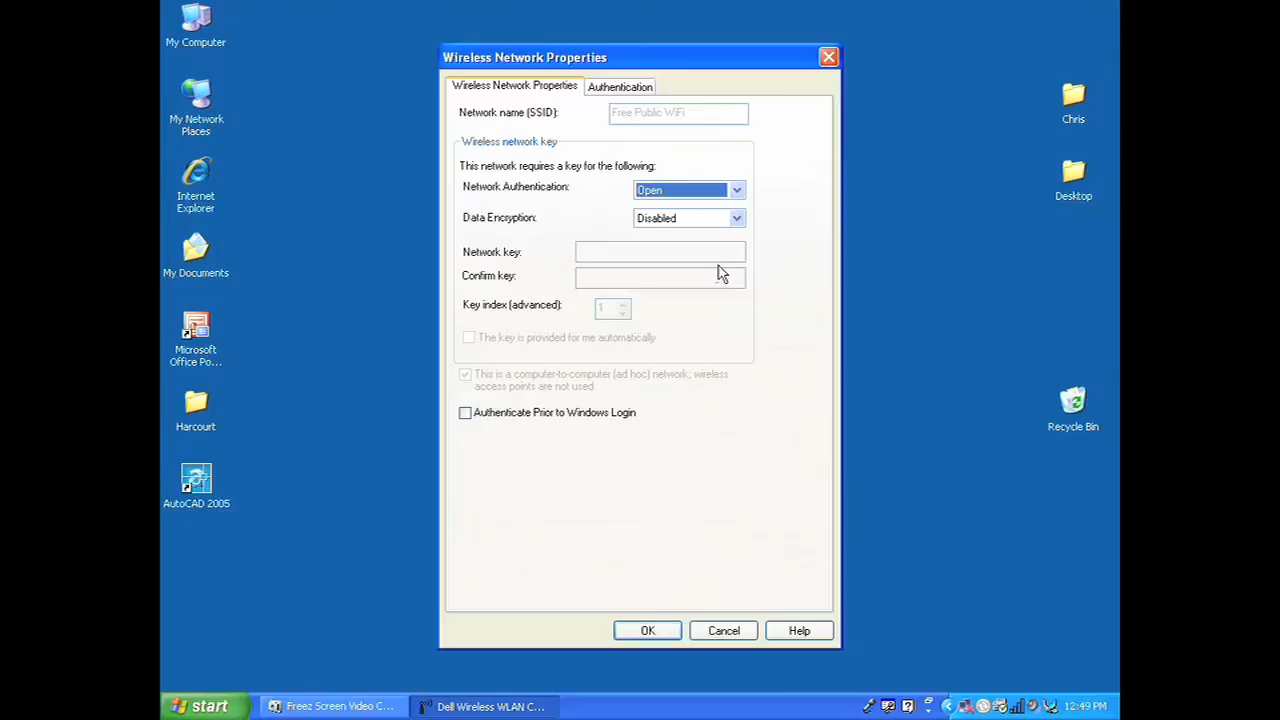 My Computer
My Network
Places
Internet
Explorer
My Documents
Microsoft
Office Po...
Harcourt
AutoCAD 2005
Wireless Network Properties
Wireless Network Properties
Authentication
Network name (SSID):
Free Public WiFi
Wireless network key
This network requires a key for the following:
Network Authentication:
Open
Data Encryption:
Disabled
Network key:
Confirm key:
Key index (advanced):
1
The key is provided for me automatically
This is a computer-to-computer (ad hoc) network; wireless
access points are not used
Authenticate Prior to Windows Login
OK
Cancel
Help
Chris
Desktop
Recycle Bin
start
Freez Screen Video C...
Dell Wireless WLAN C...
12:49 PM